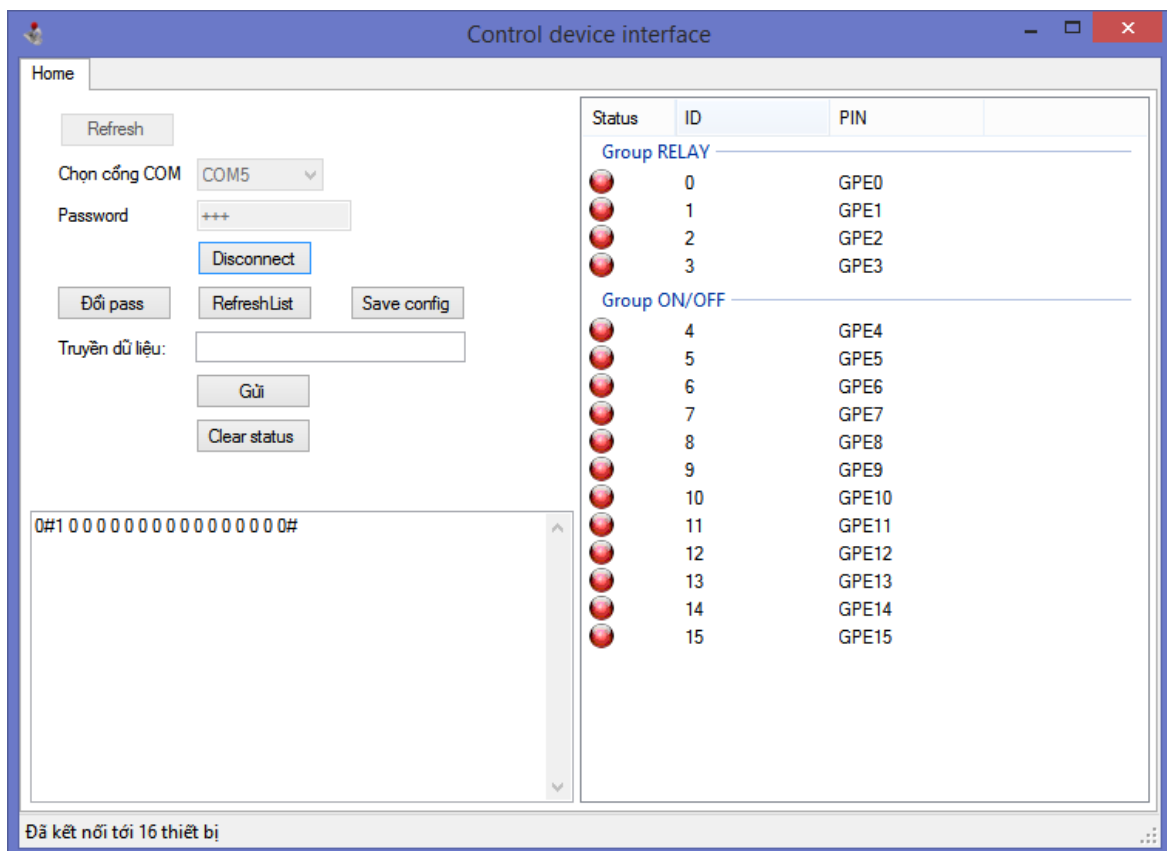 Control device interface
Home
Refresh
Chọn cổng COM COM5
Password +++
Disconnect
Đổi pass RefreshList Save config
Truyền dữ liệu:
Gửi
Clear status
0#1 0 0 0 0 0 0 0 0 0 0 0 0 0 0 0 0#
Status ID PIN
Group RELAY
0 GPE0
1 GPE1
2 GPE2
3 GPE3
Group ON/OFF
4 GPE4
5 GPE5
6 GPE6
7 GPE7
8 GPE8
9 GPE9
10 GPE10
11 GPE11
12 GPE12
13 GPE13
14 GPE14
15 GPE15
Đã kết nối tới 16 thiết bị